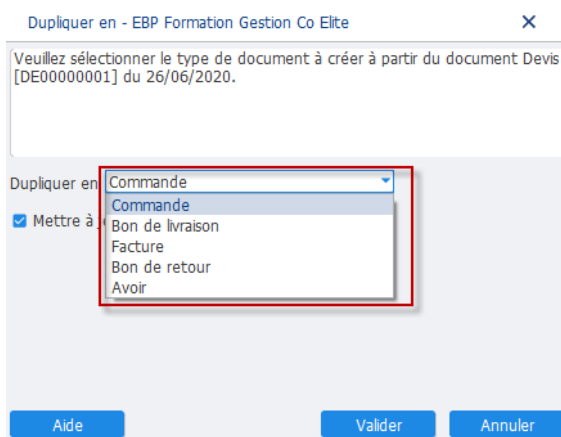 Dupliquer en - EBP Formation Gestion Co Elite
Veuillez sélectionner le type de document à créer à partir du document Devis
[DE00000001] du 26/06/2020.
Dupliquer en Commande
Commande
Mettre à
Bon de livraison
Facture
Bon de retour
Avoir
Aide Valider Annuler